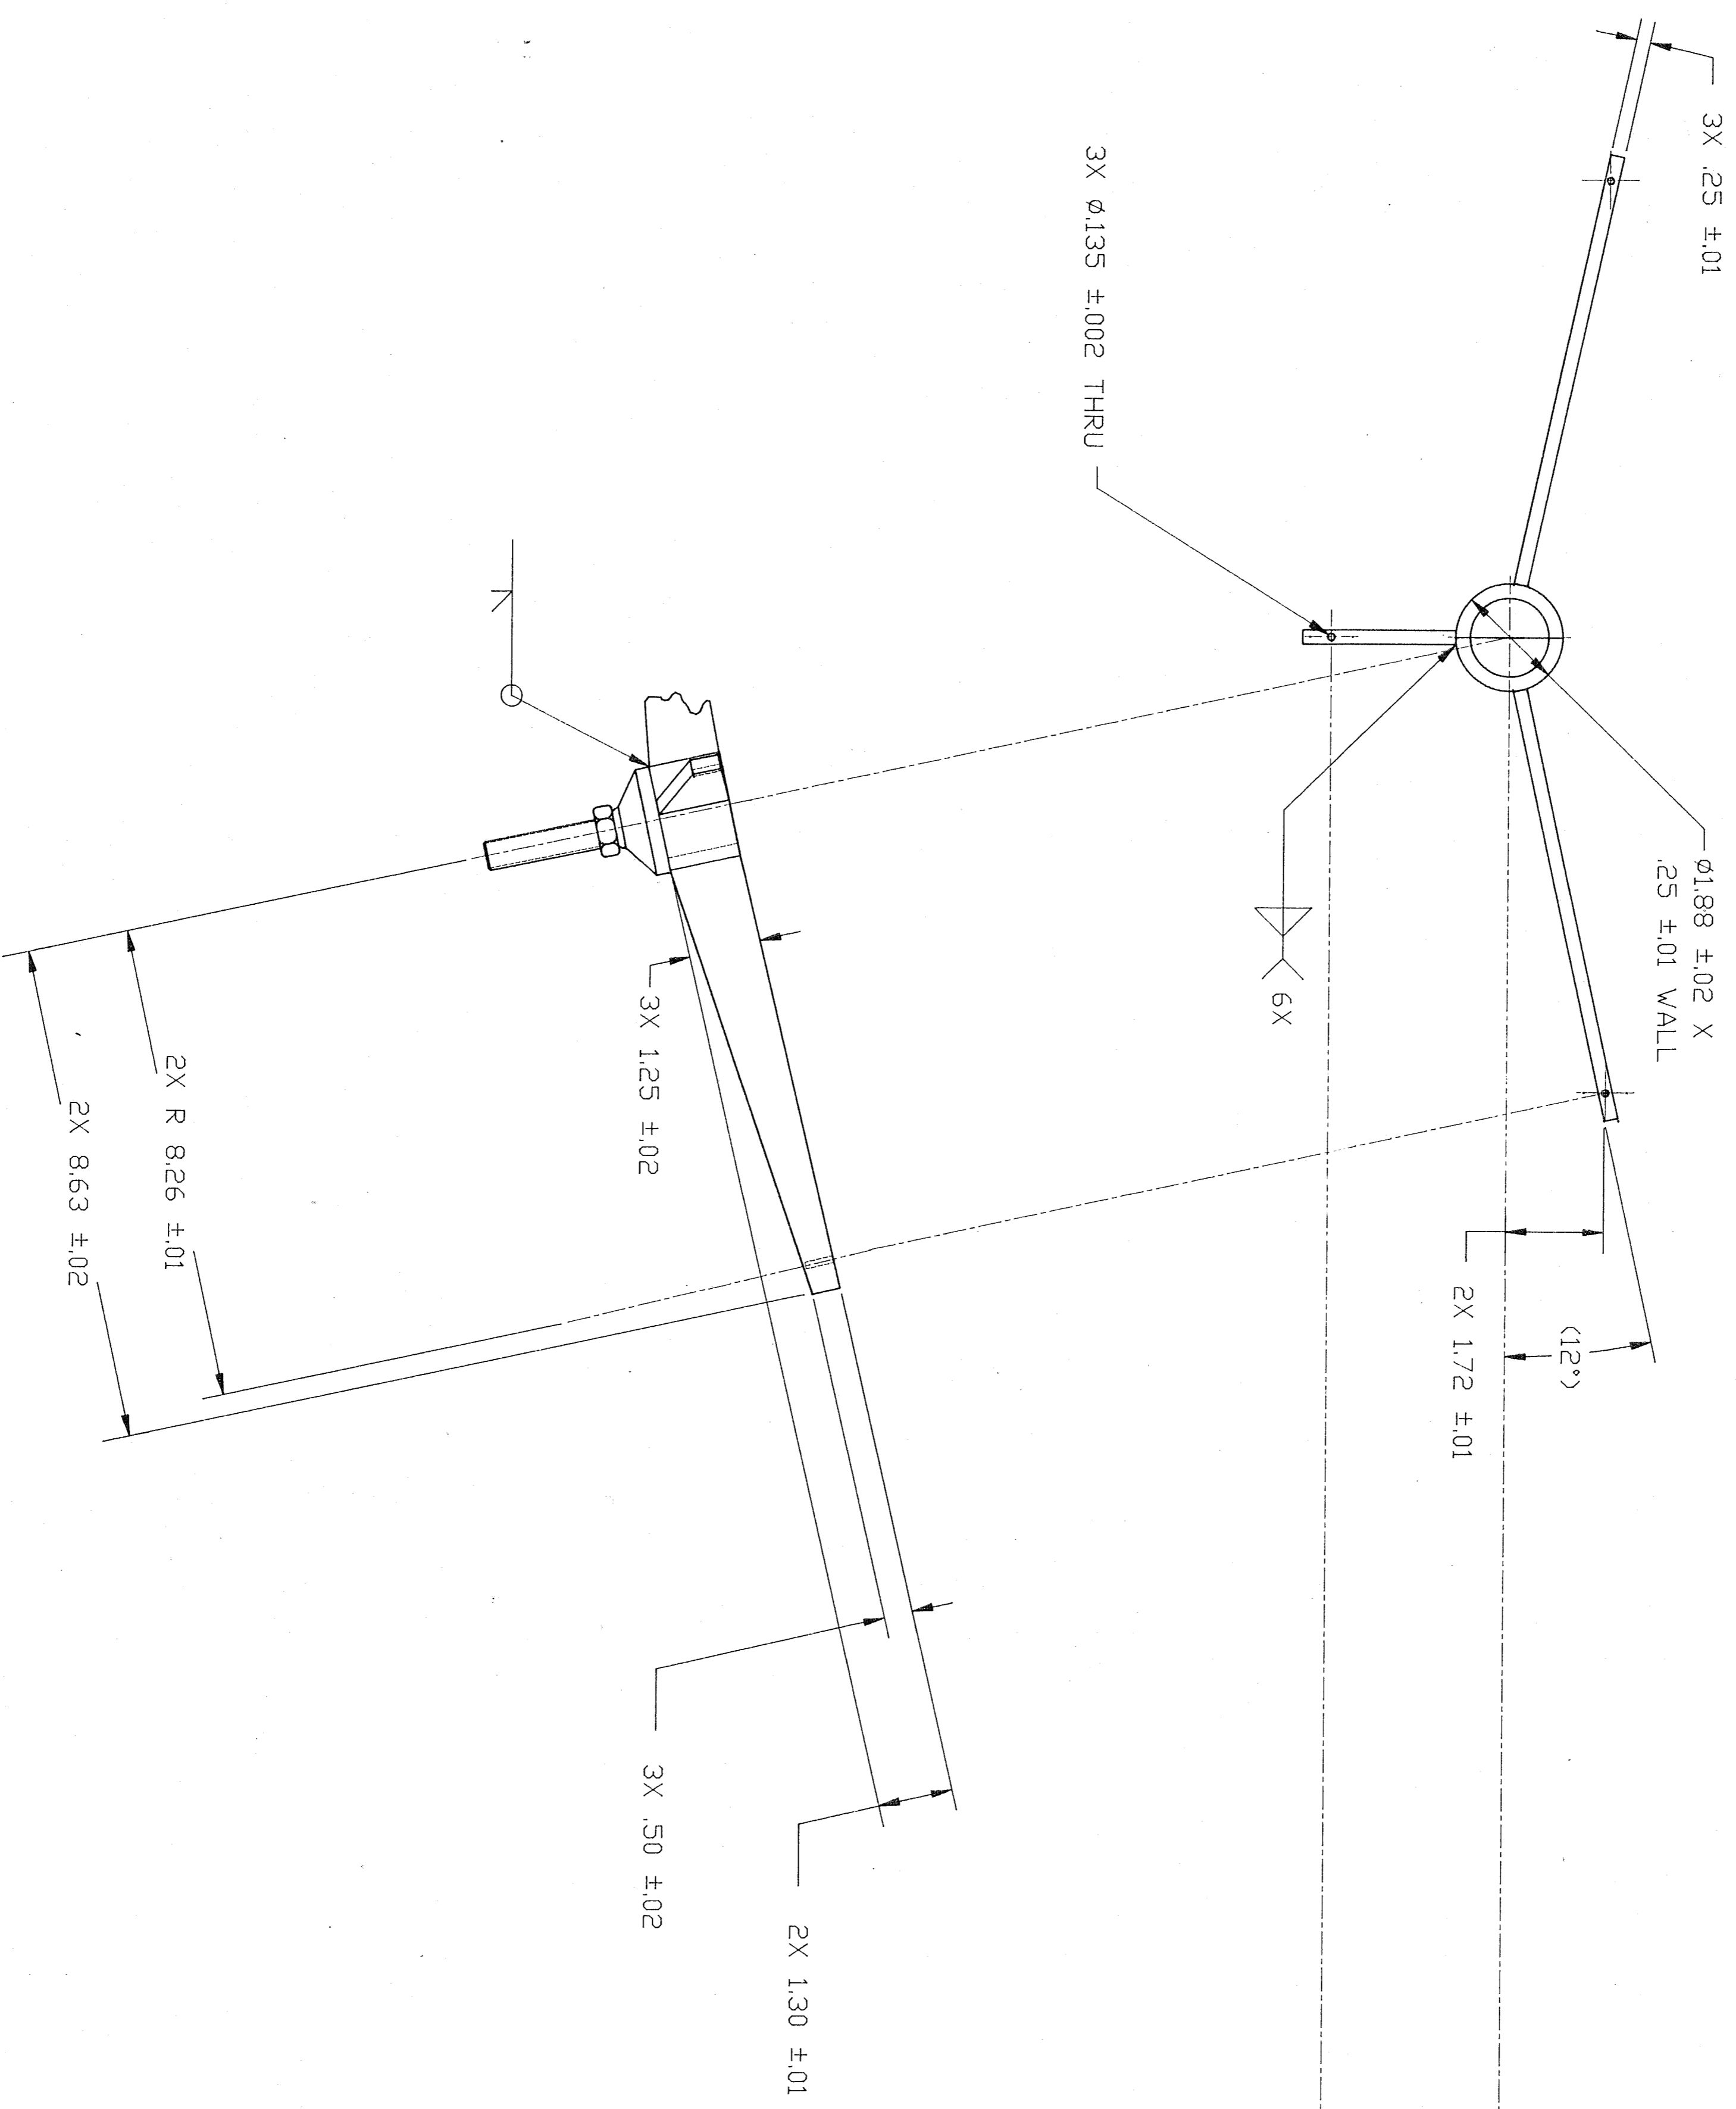 3X .25 ±.01
Ø1.88 ±.02 X
.25 ±.01 WALL
(12°)
2X 1.72 ±.01
6X
3X Ø.135 ±.002 THRU
2X 1.30 ±.01
3X 1.25 ±.02
3X .50 ±.02
2X R 8.26 ±.01
2X 8.63 ±.02